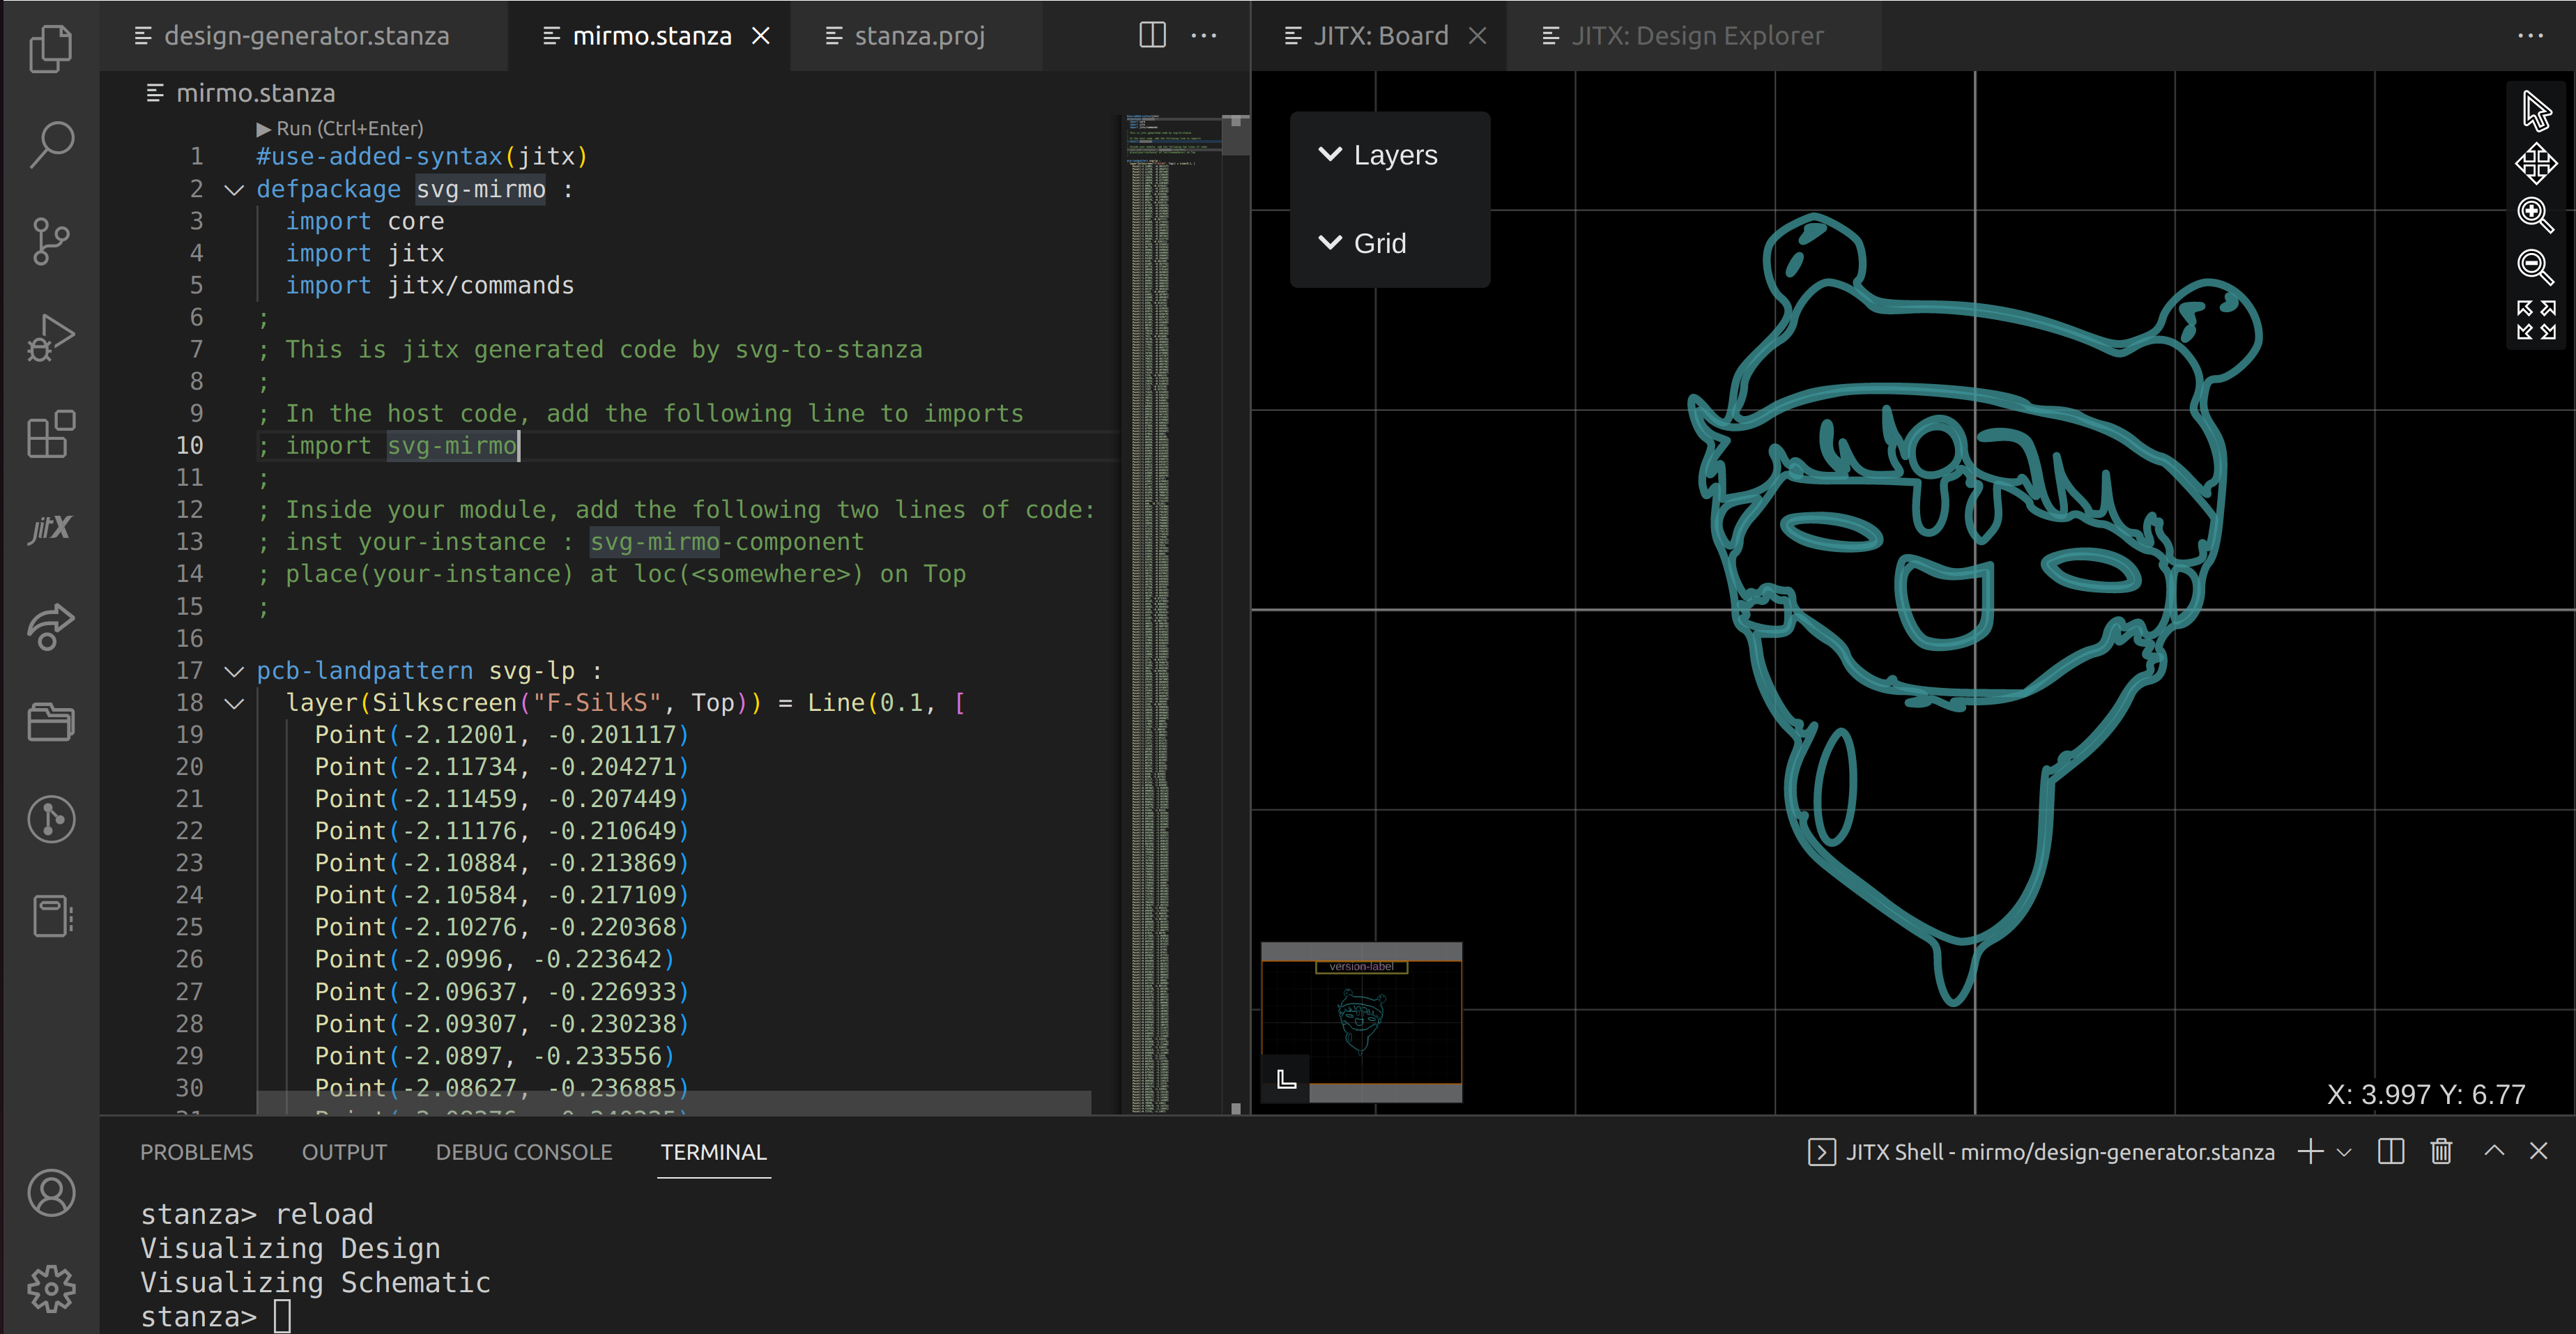 design-generator.stanza
mirmo.stanza
stanza.proj
JITX: Board
JITX: Design Explorer
mirmo.stanza
Run (Ctrl+Enter)
1 #use-added-syntax(jitx)
2 defpackage svg-mirmo :
3 import core
4 import jitx
5 import jitx/commands
6 ;
7 ; This is jitx generated code by svg-to-stanza
8 ;
9 ; In the host code, add the following line to imports
10 ; import svg-mirmo
11 ;
12 ; Inside your module, add the following two lines of code:
13 ; inst your-instance : svg-mirmo-component
14 ; place(your-instance) at loc(<somewhere>) on Top
15 ;
16
17 pcb-landpattern svg-lp :
18 layer(Silkscreen("F-SilkS", Top)) = Line(0.1, [
19 Point(-2.12001, -0.201117)
20 Point(-2.11734, -0.204271)
21 Point(-2.11459, -0.207449)
22 Point(-2.11176, -0.210649)
23 Point(-2.10884, -0.213869)
24 Point(-2.10584, -0.217109)
25 Point(-2.10276, -0.220368)
26 Point(-2.0996, -0.223642)
27 Point(-2.09637, -0.226933)
28 Point(-2.09307, -0.230238)
29 Point(-2.0897, -0.233556)
30 Point(-2.08627, -0.236885)
jitX
Layers
Grid
version-label
X: 3.997 Y: 6.77
PROBLEMS
OUTPUT
DEBUG CONSOLE
TERMINAL
JITX Shell - mirmo/design-generator.stanza
stanza> reload
Visualizing Design
Visualizing Schematic
stanza>